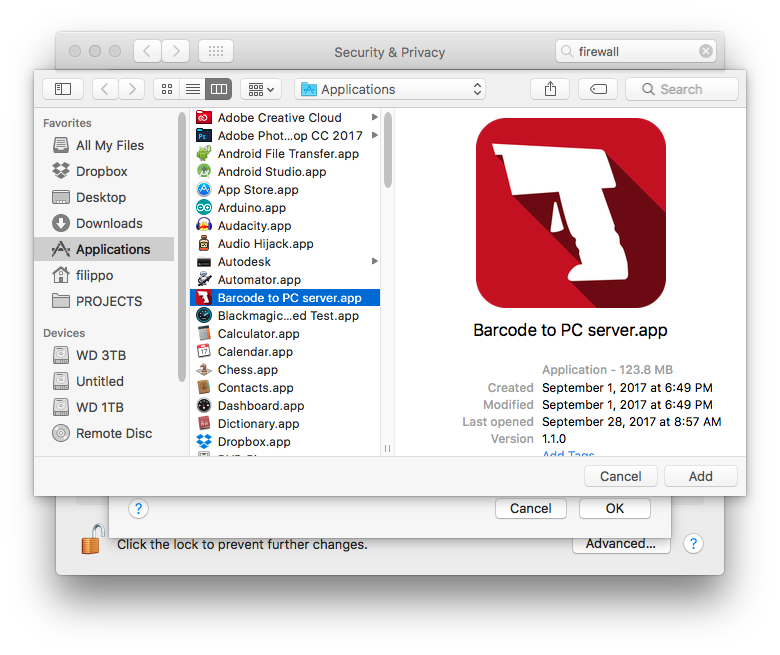 Security & Privacy
firewall
Applications
Search
Favorites
All My Files
Dropbox
Desktop
Downloads
Applications
filippo
PROJECTS
Devices
WD 3TB
Untitled
WD 1TB
Remote Disc
Adobe Creative Cloud
Adobe Phot...op CC 2017
Android File Transfer.app
Android Studio.app
App Store.app
Arduino.app
Audacity.app
Audio Hijack.app
Autodesk
Automator.app
Barcode to PC server.app
Blackmagic...ed Test.app
Calculator.app
Calendar.app
Chess.app
Contacts.app
Dashboard.app
Dictionary.app
Dropbox.app
Barcode to PC server.app
Application - 123.8 MB
Created September 1, 2017 at 6:49 PM
Modified September 1, 2017 at 6:49 PM
Last opened September 28, 2017 at 8:57 AM
Version 1.1.0
Add Tags
Cancel Add
? Cancel OK
Click the lock to prevent further changes. Advanced... ?